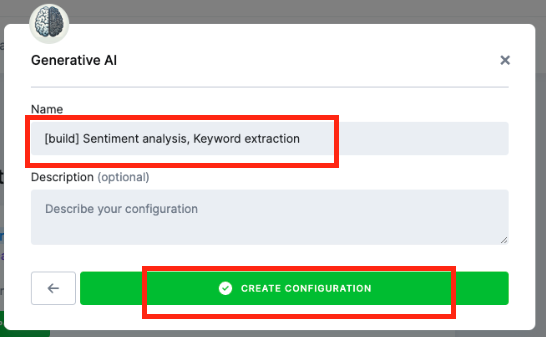 Generative AI
Name
[build] Sentiment analysis, Keyword extraction
Description (optional)
Describe your configuration
CREATE CONFIGURATION